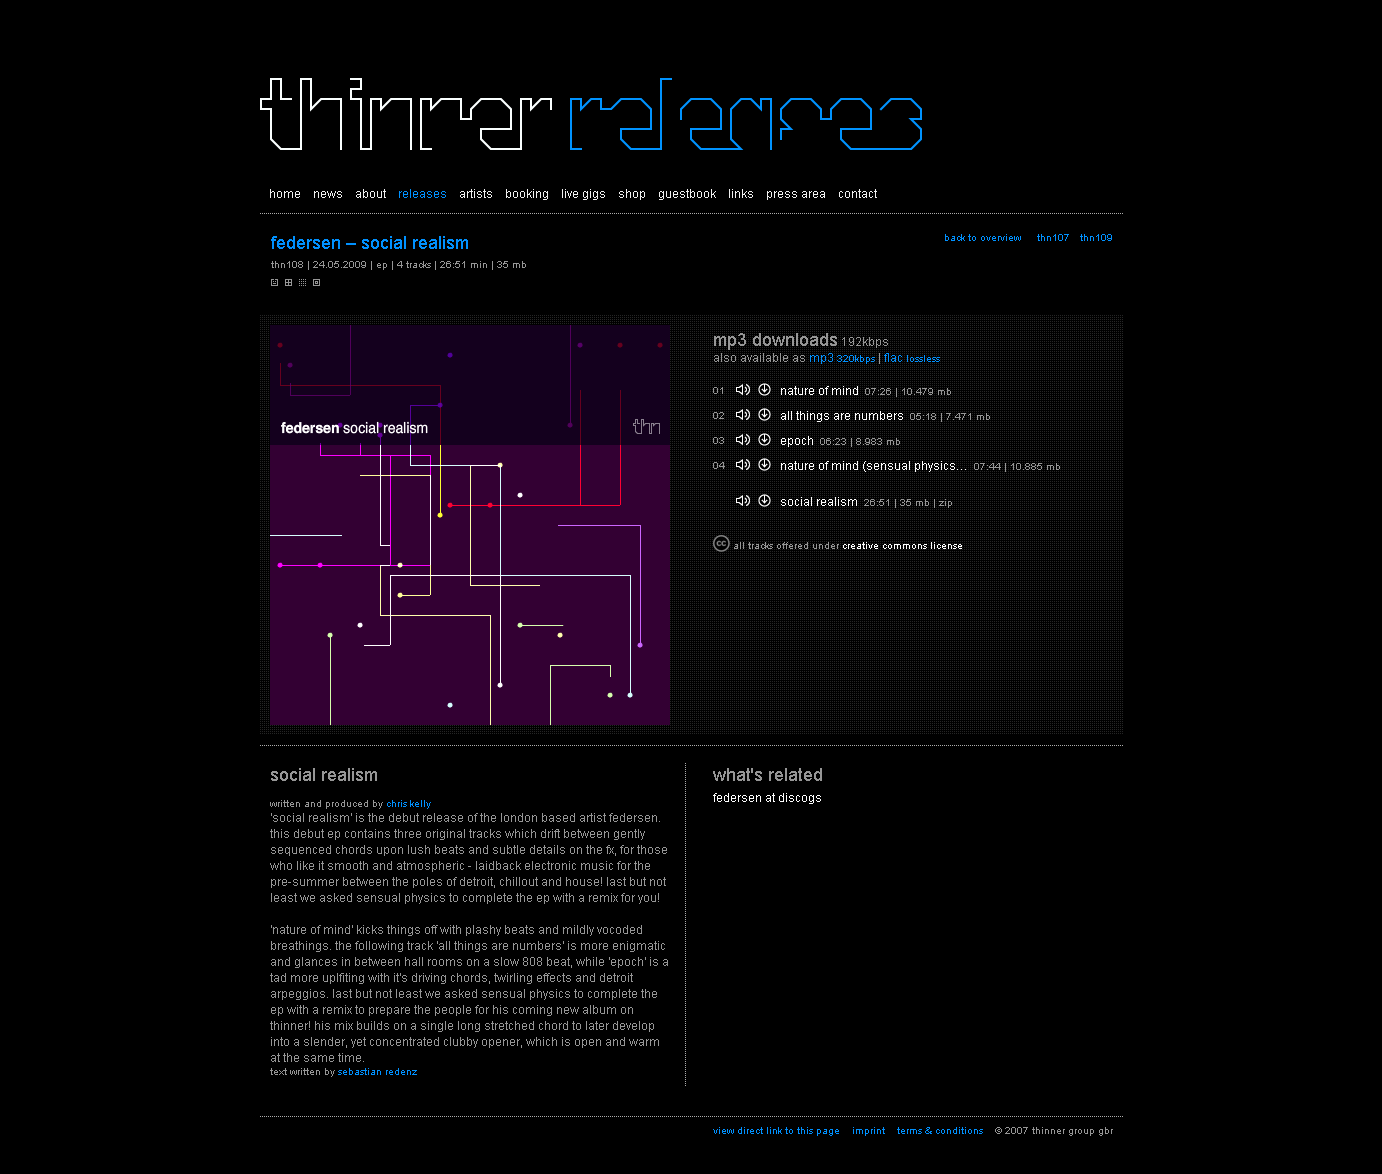 thinner releases
home news about releases artists booking live gigs shop guestbook links press area contact
federsen – social realism
back to overview thn107 thn109
thn108 | 24.05.2009 | ep | 4 tracks | 26:51 min | 35 mb
federsen social realism
thn
mp3 downloads 192kbps
also available as mp3 320kbps | flac lossless
01 nature of mind 07:26 | 10.479 mb
02 all things are numbers 05:18 | 7.471 mb
03 epoch 06:23 | 8.983 mb
04 nature of mind (sensual physics... 07:44 | 10.885 mb
social realism 26:51 | 35 mb | zip
cc all tracks offered under creative commons license
social realism
written and produced by chris kelly
'social realism' is the debut release of the london based artist federsen.
this debut ep contains three original tracks which drift between gently
sequenced chords upon lush beats and subtle details on the fx, for those
who like it smooth and atmospheric - laidback electronic music for the
pre-summer between the poles of detroit, chillout and house! last but not
least we asked sensual physics to complete the ep with a remix for you!
'nature of mind' kicks things off with plashy beats and mildly vocoded
breathings. the following track 'all things are numbers' is more enigmatic
and glances in between hall rooms on a slow 808 beat, while 'epoch' is a
tad more uplfiting with it's driving chords, twirling effects and detroit
arpeggios. last but not least we asked sensual physics to complete the
ep with a remix to prepare the people for his coming new album on
thinner! his mix builds on a single long stretched chord to later develop
into a slender, yet concentrated clubby opener, which is open and warm
at the same time.
text written by sebastian redenz
what's related
federsen at discogs
view direct link to this page imprint terms & conditions © 2007 thinner group gbr